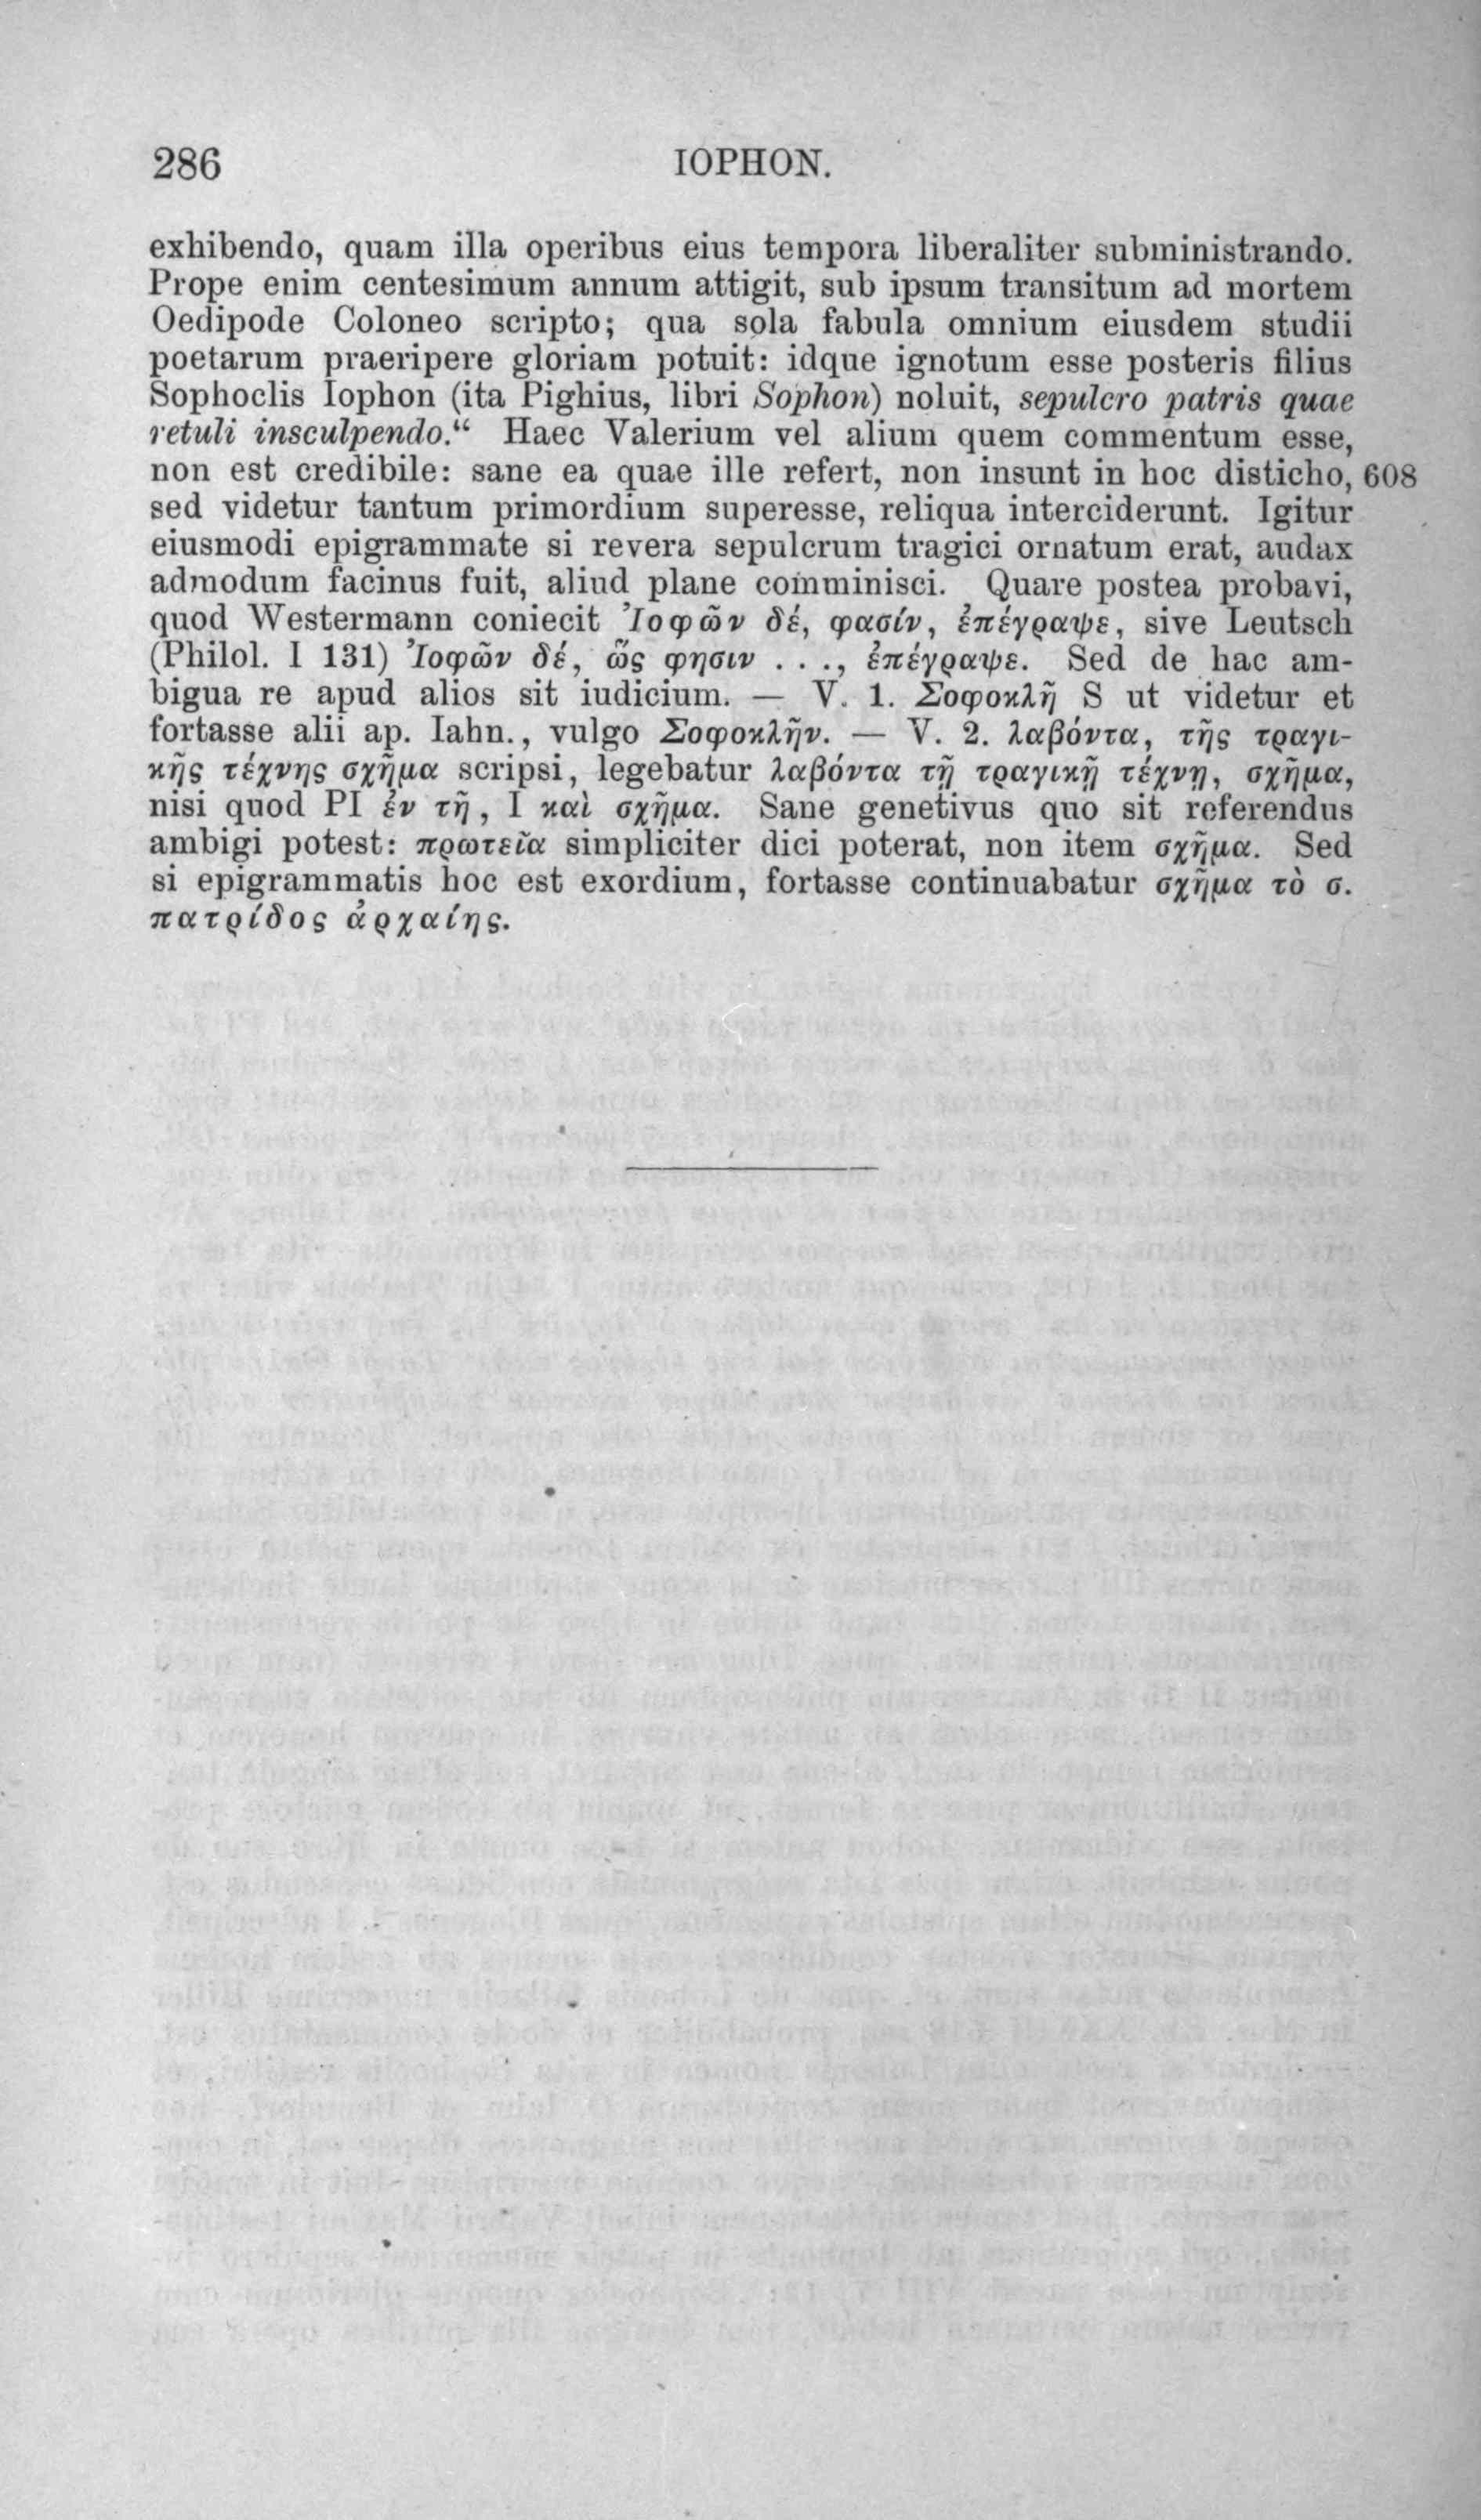 286 IOPHON.
exhibendo, quam illa operibus eius tempora liberaliter subministrando.
Prope enim centesimum annum attigit, sub ipsum transitum ad mortem
Oedipode Coloneo scripto; qua sola fabula omnium eiusdem studii
poetarum praeripere gloriam potuit: idque ignotum esse posteris filius
Sophoclis Iophon (ita Pighius, libri Sophon) noluit, sepulcro patris quae
retuli insculpendo.“ Haec Valerium vel alium quem commentum esse,
non est credibile: sane ea quae ille refert, non insunt in hoc disticho, 608
sed videtur tantum primordium superesse, reliqua interciderunt. Igitur
eiusmodi epigrammate si revera sepulcrum tragici ornatum erat, audax
admodum facinus fuit, aliud plane comminisci. Quare postea probavi,
quod Westermann coniecit Ἰοφῶν δέ, φασίν, ἐπέγραψε, sive Leutsch
(Philol. I 131) Ἰοφῶν δέ, ὥς φησιν . . ., ἐπέγραψε. Sed de hac am-
bigua re apud alios sit iudicium. — V. 1. Σοφοκλῆ S ut videtur et
fortasse alii ap. Iahn., vulgo Σοφοκλῆν. — V. 2. λαβόντα, τῆς τραγι-
κῆς τέχνης σχῆμα scripsi, legebatur λαβόντα τῇ τραγικῇ τέχνῃ, σχῆμα,
nisi quod PI ἐν τῇ, I καὶ σχῆμα. Sane genetivus quo sit referendus
ambigi potest: πρωτεῖα simpliciter dici poterat, non item σχῆμα. Sed
si epigrammatis hoc est exordium, fortasse continuabatur σχῆμα τὸ σ.
πατρίδος ἀρχαίης.